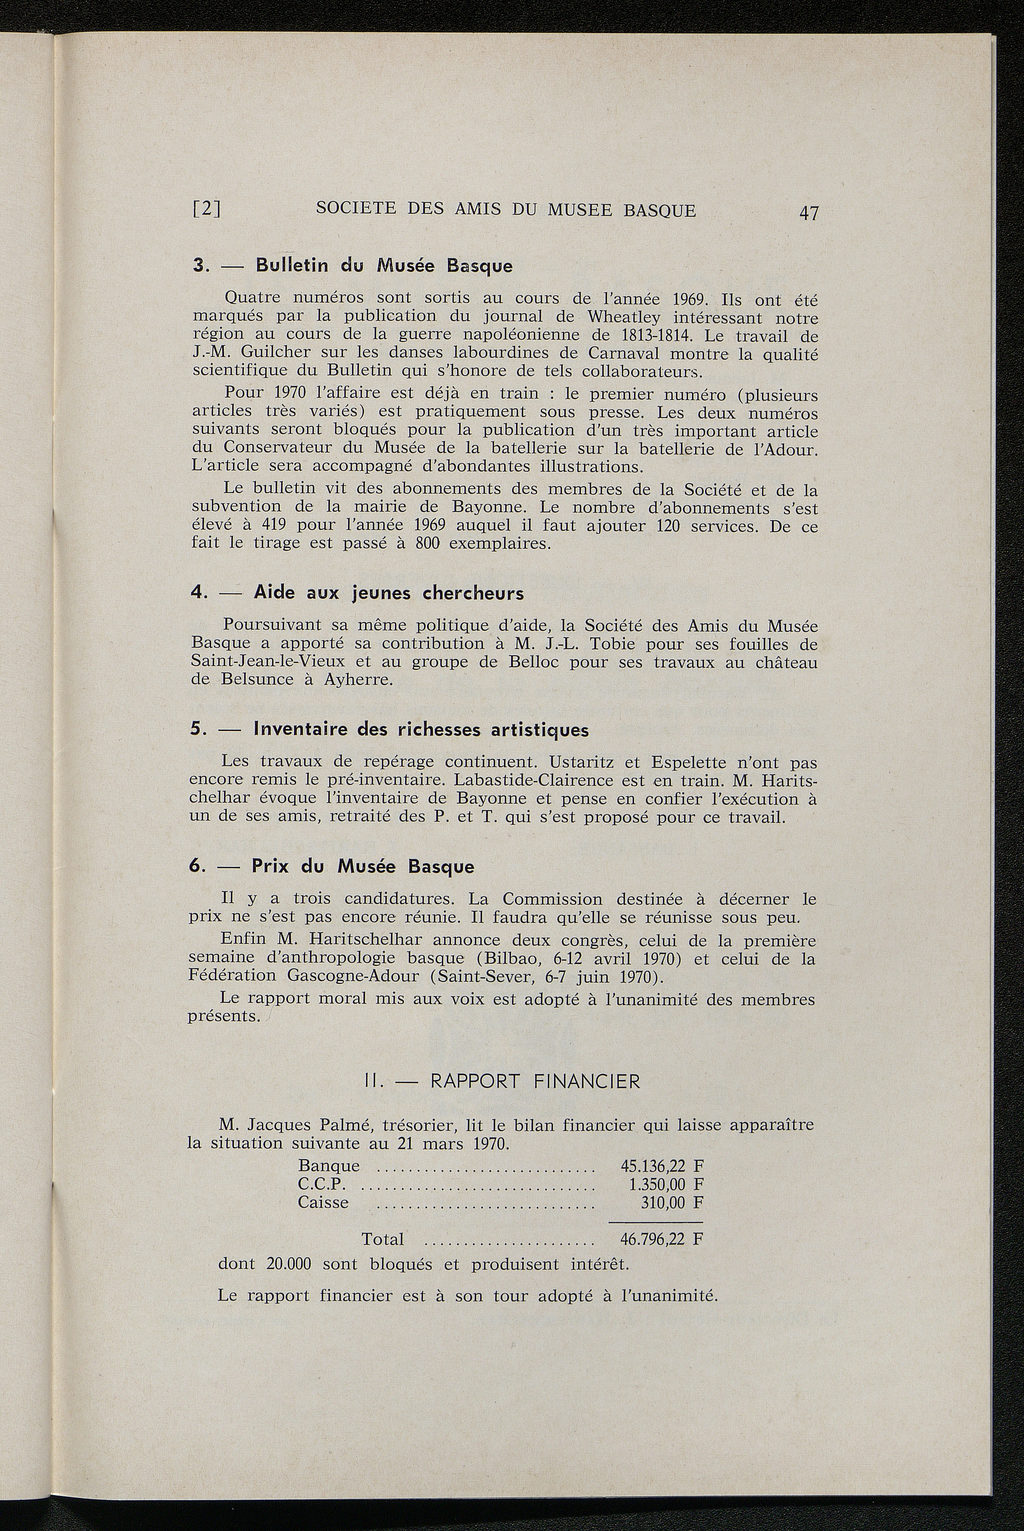 [2] SOCIETE DES AMIS DU MUSEE BASQUE 47
3. — Bulletin du Musée Basque
Quatre numéros sont sortis au cours de l'année 1969. Ils ont été
marqués par la publication du journal de Wheatley intéressant notre
région au cours de la guerre napoléonienne de 1813-1814. Le travail de
J.-M. Guilcher sur les danses labourdines de Carnaval montre la qualité
scientifique du Bulletin qui s'honore de tels collaborateurs.
Pour 1970 l'affaire est déjà en train : le premier numéro (plusieurs
articles très variés) est pratiquement sous presse. Les deux numéros
suivants seront bloqués pour la publication d'un très important article
du Conservateur du Musée de la batellerie sur la batellerie de l'Adour.
L'article sera accompagné d'abondantes illustrations.
Le bulletin vit des abonnements des membres de la Société et de la
subvention de la mairie de Bayonne. Le nombre d'abonnements s'est
élevé à 419 pour l'année 1969 auquel il faut ajouter 120 services. De ce
fait le tirage est passé à 800 exemplaires.
4. — Aide aux jeunes chercheurs
Poursuivant sa même politique d'aide, la Société des Amis du Musée
Basque a apporté sa contribution à M. J.-L. Tobie pour ses fouilles de
Saint-Jean-le-Vieux et au groupe de Belloc pour ses travaux au château
de Belsunce à Ayherre.
5. — Inventaire des richesses artistiques
Les travaux de repérage continuent. Ustaritz et Espelette n'ont pas
encore remis le pré-inventaire. Labastide-Clairence est en train. M. Harits-
chelhar évoque l'inventaire de Bayonne et pense en confier l'exécution à
un de ses amis, retraité des P. et T. qui s'est proposé pour ce travail.
6. — Prix du Musée Basque
Il y a trois candidatures. La Commission destinée à décerner le
prix ne s'est pas encore réunie. Il faudra qu'elle se réunisse sous peu.
Enfin M. Haritschelhar annonce deux congrès, celui de la première
semaine d'anthropologie basque (Bilbao, 6-12 avril 1970) et celui de la
Fédération Gascogne-Adour (Saint-Sever, 6-7 juin 1970).
Le rapport moral mis aux voix est adopté à l'unanimité des membres
présents.
II. — RAPPORT FINANCIER
M. Jacques Palmé, trésorier, lit le bilan financier qui laisse apparaître
la situation suivante au 21 mars 1970.
Banque ............................ 45.136,22 F
C.C.P. .............................. 1.350,00 F
Caisse ............................ 310,00 F
Total ...................... 46.796,22 F
dont 20.000 sont bloqués et produisent intérêt.
Le rapport financier est à son tour adopté à l'unanimité.